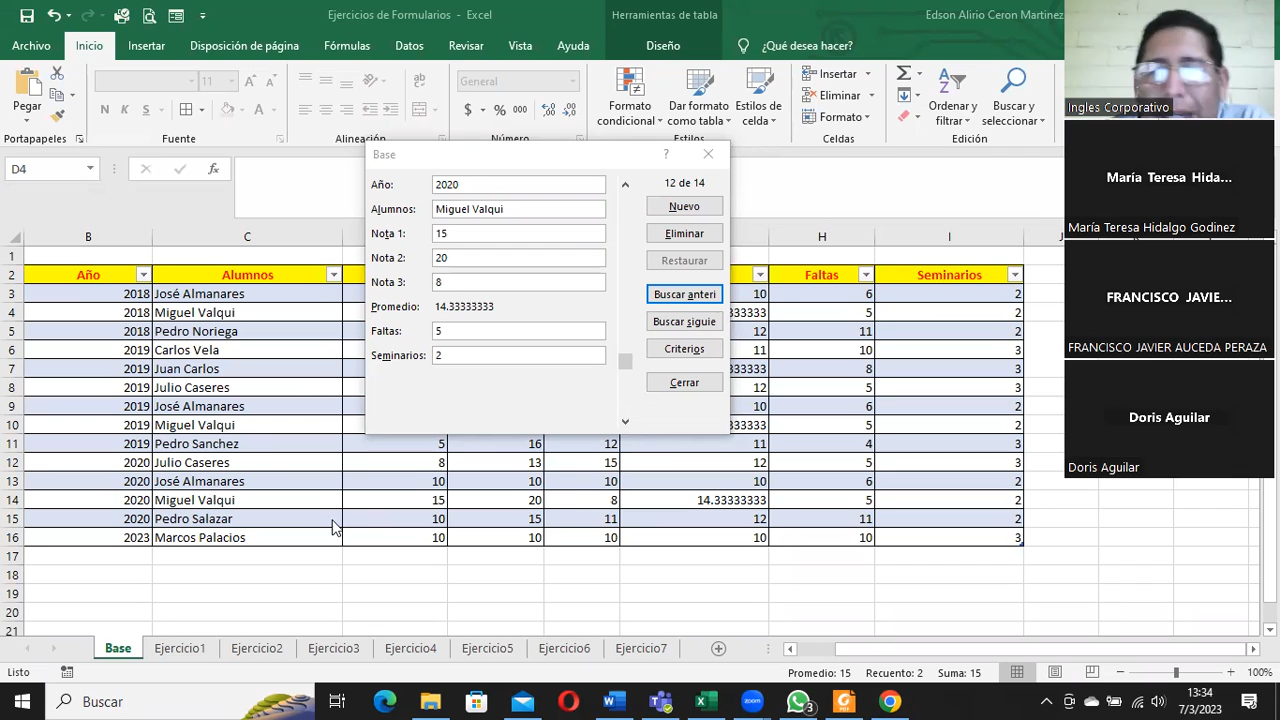 Ejercicios de Formularios - Excel
Herramientas de tabla
Edson Alirio Ceron Martinez
Archivo Inicio Insertar Disposición de página Fórmulas Datos Revisar Vista Ayuda Diseño ¿Qué desea hacer?
Pegar
N K S
11
General
$ % 000
Formato condicional
Dar formato como tabla
Estilos de celda
Insertar
Eliminar
Formato
Ordenar y filtrar
Buscar y seleccionar
Portapapeles Fuente Alineación Número Estilos Celdas Edición
D4
Base
Año: 2020
Alumnos: Miguel Valqui
Nota 1: 15
Nota 2: 20
Nota 3: 8
Promedio: 14.33333333
Faltas: 5
Seminarios: 2
12 de 14
Nuevo
Eliminar
Restaurar
Buscar anteri
Buscar siguie
Criterios
Cerrar
B C H I
1
2 Año Alumnos Faltas Seminarios
3 2018 José Almanares 10 6 2
4 2018 Miguel Valqui 33333 5 2
5 2018 Pedro Noriega 12 11 2
6 2019 Carlos Vela 11 10 3
7 2019 Juan Carlos 33333 8 3
8 2019 Julio Caseres 12 5 3
9 2019 José Almanares 10 6 2
10 2019 Miguel Valqui 33333 5 2
11 2019 Pedro Sanchez 5 16 12 11 4 3
12 2020 Julio Caseres 8 13 15 12 5 3
13 2020 José Almanares 10 10 10 10 6 2
14 2020 Miguel Valqui 15 20 8 14.33333333 5 2
15 2020 Pedro Salazar 10 15 11 12 11 2
16 2023 Marcos Palacios 10 10 10 10 10 3
17
18
19
20
21
Base Ejercicio1 Ejercicio2 Ejercicio3 Ejercicio4 Ejercicio5 Ejercicio6 Ejercicio7
Listo
Promedio: 15 Recuento: 2 Suma: 15
100%
Buscar
3
13:34
7/3/2023
Ingles Corporativo
María Teresa Hida...
María Teresa Hidalgo Godinez
FRANCISCO JAVIE...
FRANCISCO JAVIER AUCEDA PERAZA
Doris Aguilar
Doris Aguilar